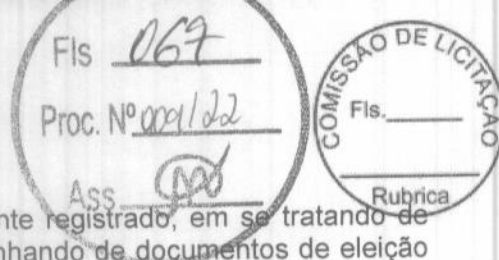 Fls 067
Proc. Nº 009/22
Ass
COMISSÃO DE LICITAÇÃO
Fls.
Rubrica
nte registrado, em se tratando de
nhando de documentos de eleição